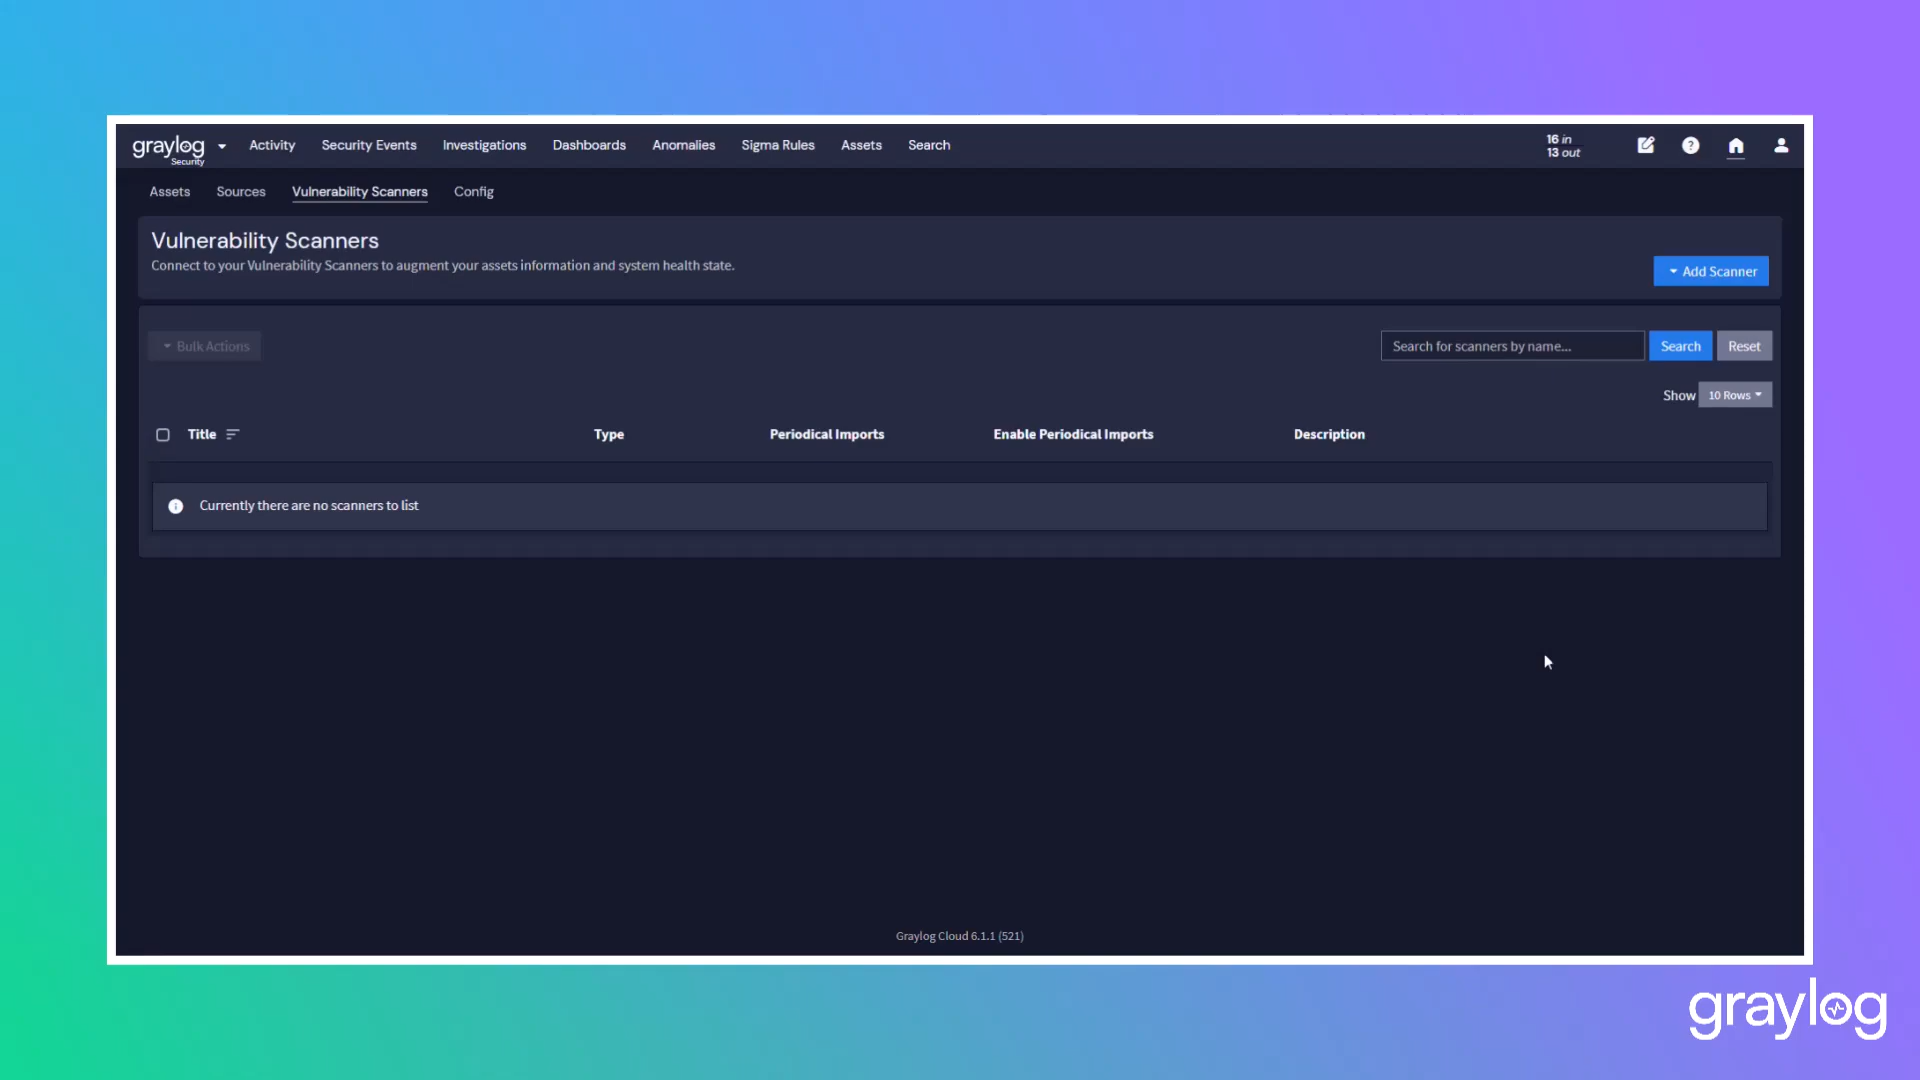 graylog
Security
Activity
Security Events
Investigations
Dashboards
Anomalies
Sigma Rules
Assets
Search
16 in
13 out
Assets
Sources
Vulnerability Scanners
Config
Vulnerability Scanners
Connect to your Vulnerability Scanners to augment your assets information and system health state.
Add Scanner
Bulk Actions
Search for scanners by name...
Search
Reset
Show
10 Rows
Title
Type
Periodical Imports
Enable Periodical Imports
Description
Currently there are no scanners to list
Graylog Cloud 6.1.1 (521)
graylog